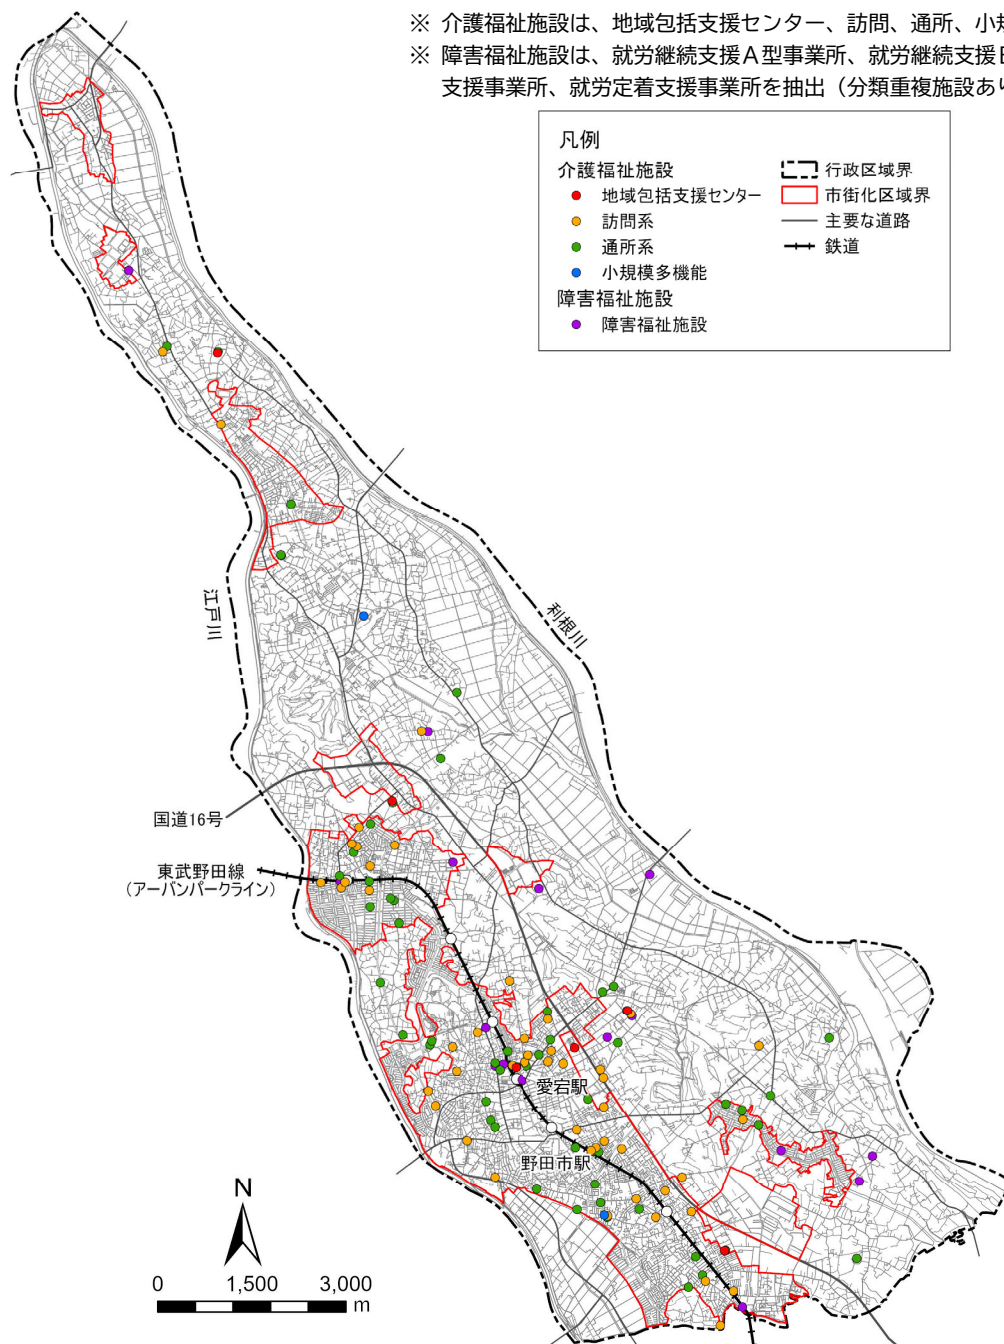 ※ 介護福祉施設は、地域包括支援センター、訪問、通所、小規
※ 障害福祉施設は、就労継続支援A型事業所、就労継続支援
支援事業所、就労定着支援事業所を抽出（分類重複施設あり
凡例
介護福祉施設
地域包括支援センター
訪問系
通所系
小規模多機能
障害福祉施設
障害福祉施設
行政区域界
市街化区域界
主要な道路
鉄道
江戸川
利根川
国道16号
東武野田線
（アーバンパークライン）
愛宕駅
野田市駅
N
0 1,500 3,000
m